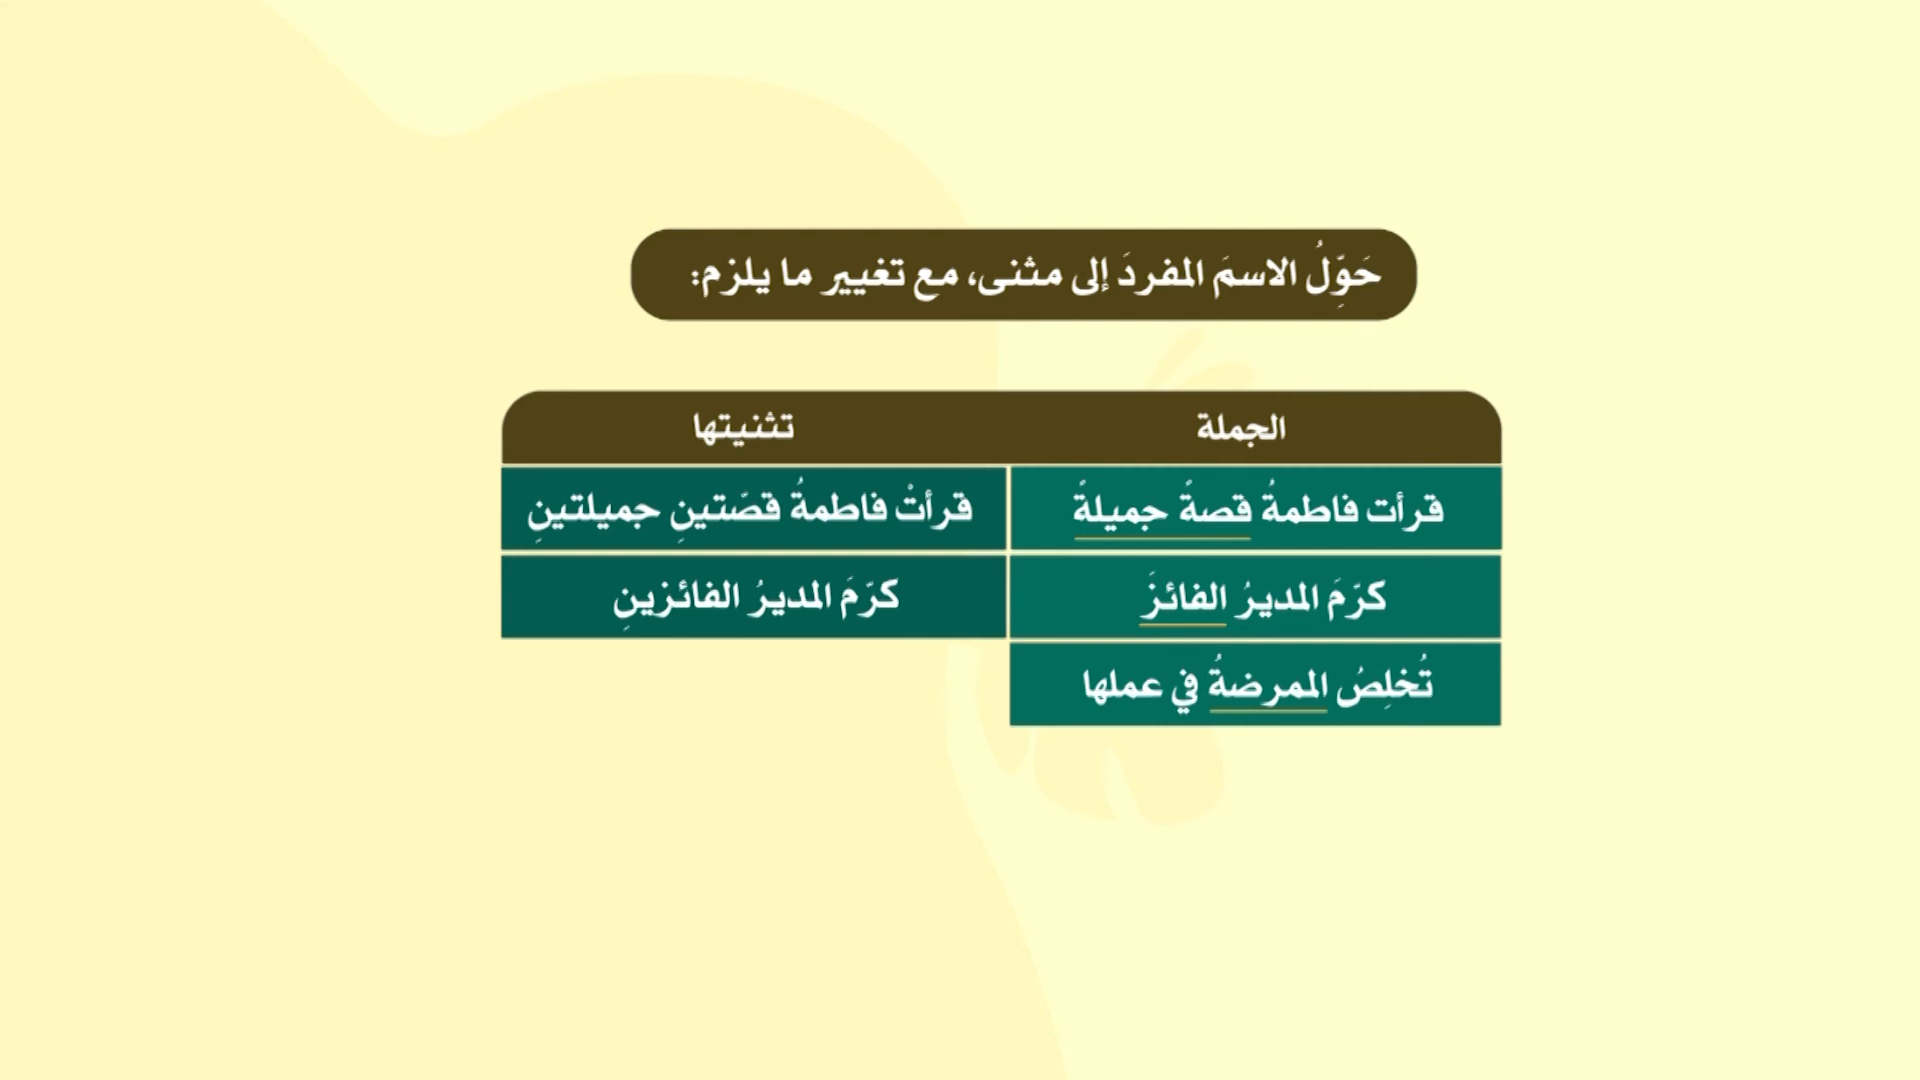 حَوِّلُ الاسمَ المفردَ إلى مثنى، مع تغيير ما يلزم:
الجملة	تثنيتها
قرأت فاطمةُ قصةً جميلةً	قرأتْ فاطمةُ قصّتينِ جميلتينِ
كرّمَ المديرُ الفائزَ	كرّمَ المديرُ الفائزينِ
تُخلِصُ الممرضةُ في عملها